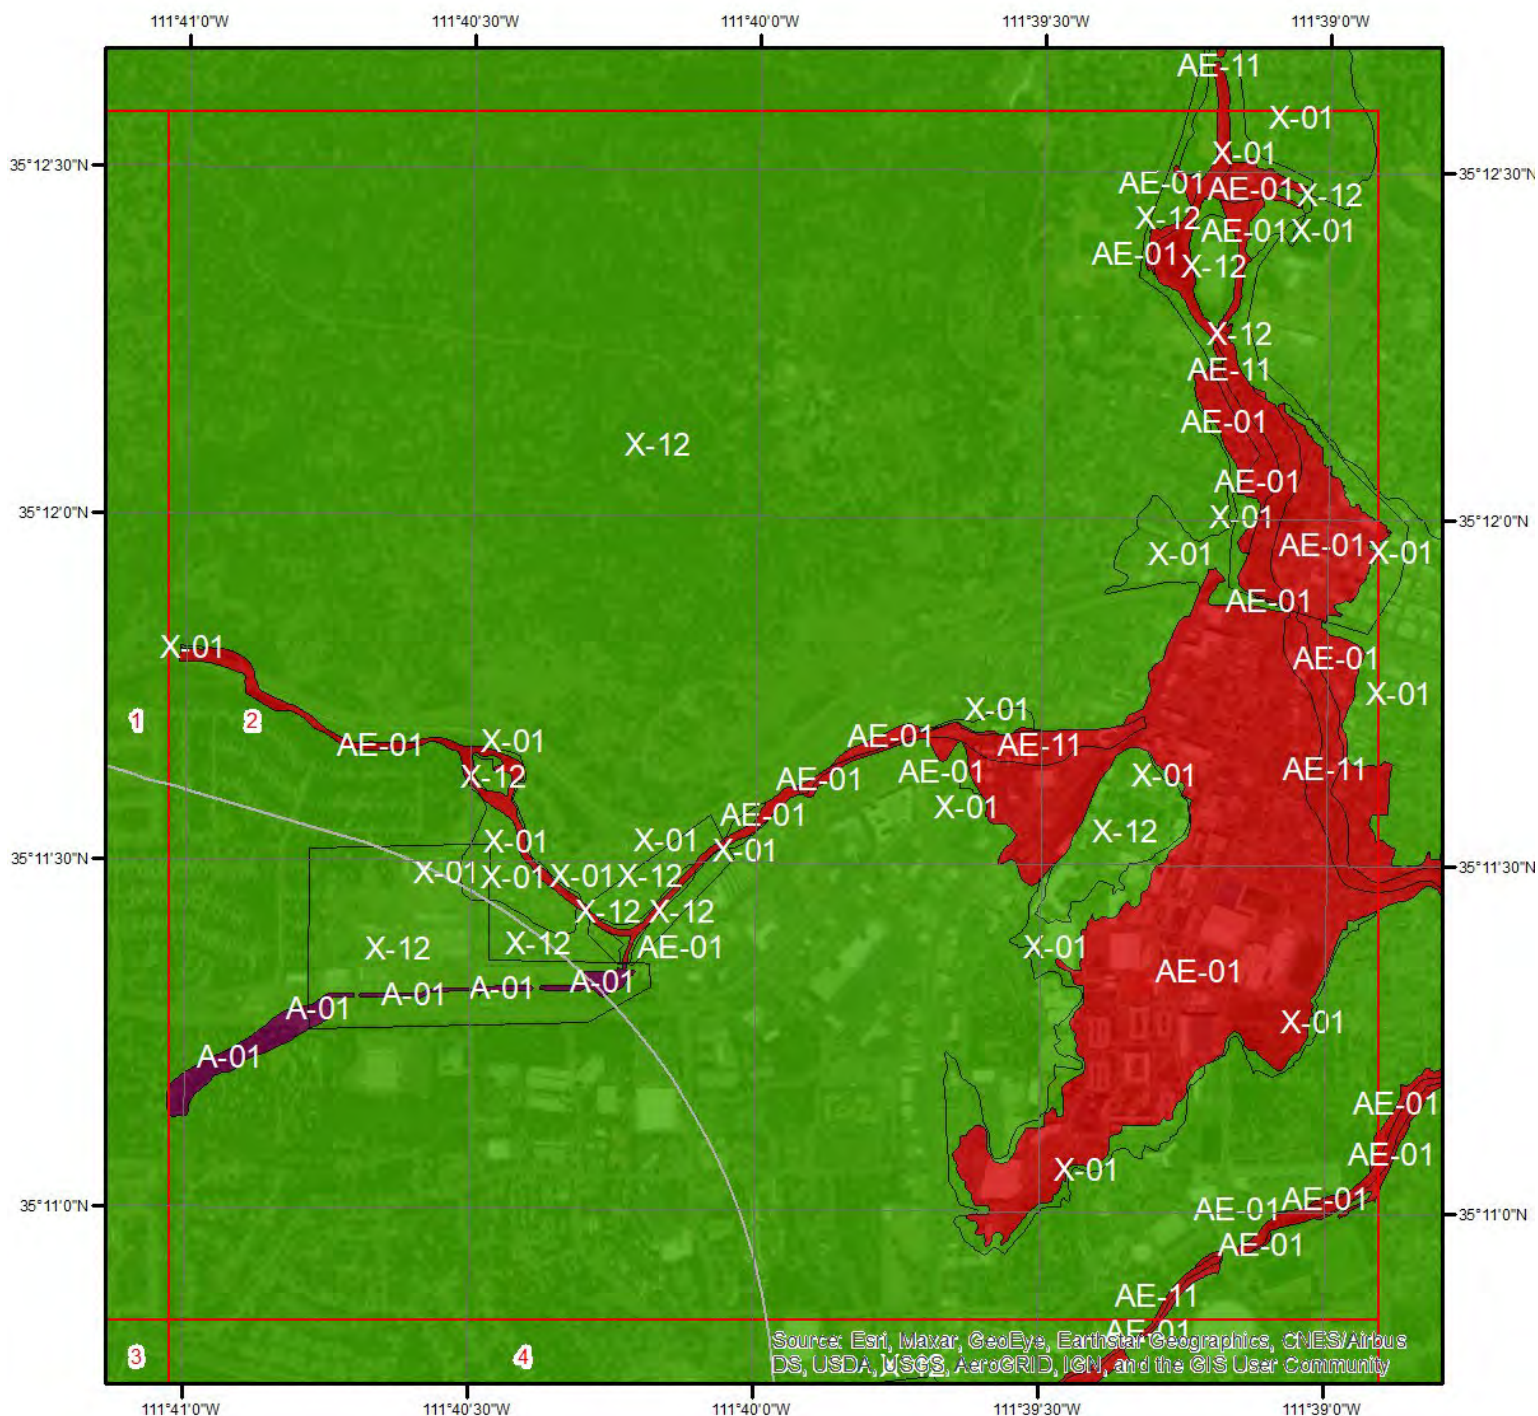 111°41'0"W 111°40'30"W 111°40'0"W 111°39'30"W 111°39'0"W
AE-11
X-01
X-01
35°12'30"N 35°12'30"N
AE-01 AE-01 X-12
X-12 AE-01 X-01
AE-01 X-12
X-12
AE-11
AE-01
X-12
AE-01
35°12'0"N X-01 35°12'0"N
X-01 AE-01 X-01
AE-01
X-01 AE-01
X-01
1 2 X-01
AE-01 X-01 AE-01 AE-11
X-12 AE-01 AE-01 X-01 AE-11
AE-01 X-01
X-01 X-01 X-01 X-12
35°11'30"N 35°11'30"N
X-01 X-01 X-01 X-12
X-12 X-12
X-12 X-12 AE-01 X-01
A-01 A-01 A-01 A-01 AE-01
X-01
A-01
AE-01
AE-01
X-01
35°11'0"N AE-01 AE-01 35°11'0"N
AE-01
AE-11
AE-01
Source: Esri, Maxar, GeoEye, Earthstar Geographics, CNES/Airbus
3 4 DS, USDA, USGS, AeroGRID, IGN, and the GIS User Community
111°41'0"W 111°40'30"W 111°40'0"W 111°39'30"W 111°39'0"W